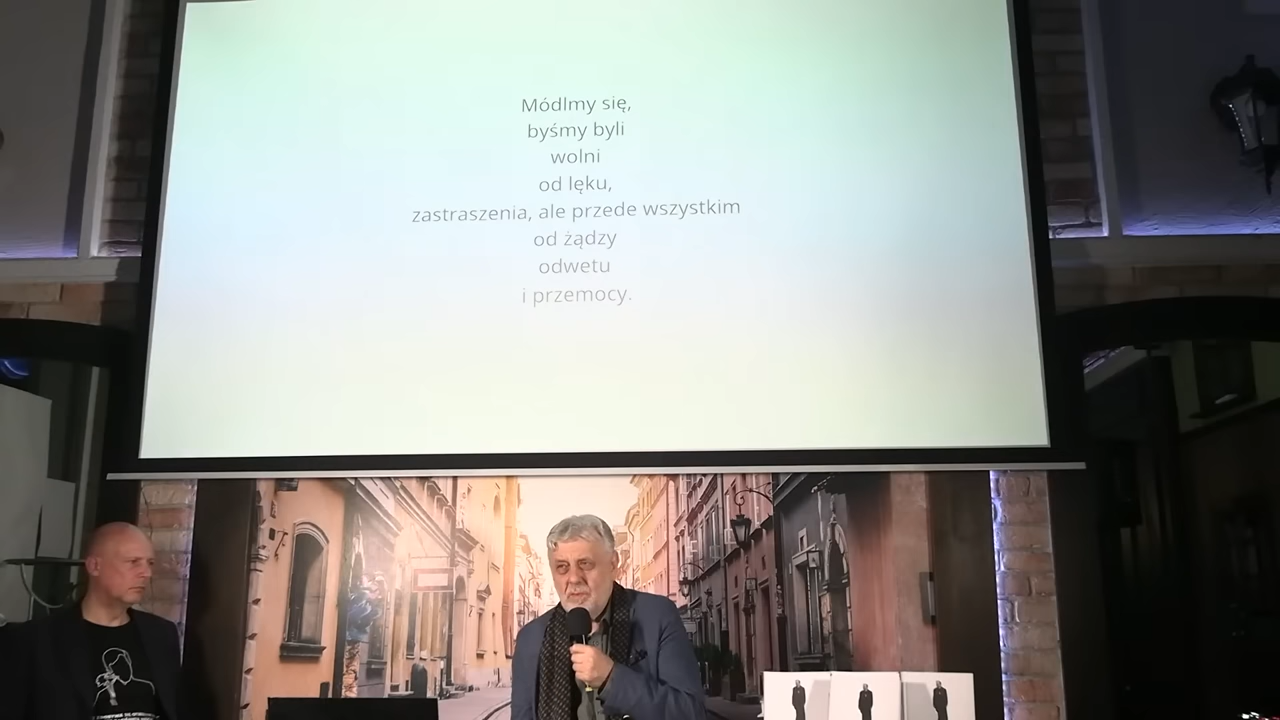 Módlmy się,
byśmy byli
wolni
od lęku,
zastraszenia, ale przede wszystkim
od żądzy
odwetu
i przemocy.